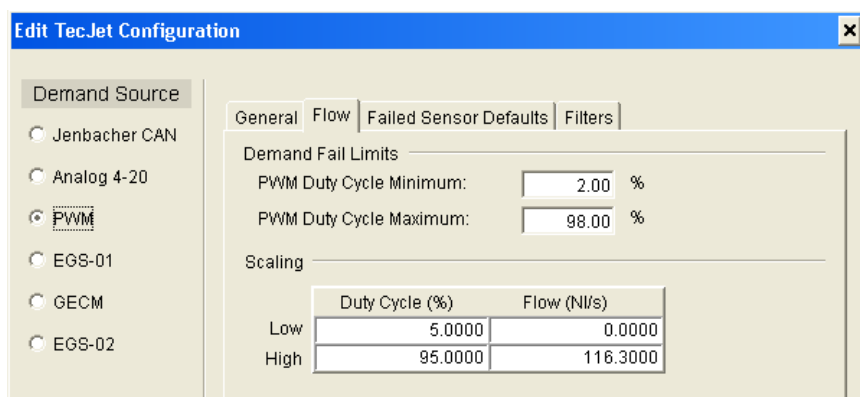 Edit TecJet Configuration
Demand Source
Jenbacher CAN
Analog 4-20
PWM
EGS-01
GECM
EGS-02
General Flow Failed Sensor Defaults Filters
Demand Fail Limits
PWM Duty Cycle Minimum: 2.00 %
PWM Duty Cycle Maximum: 98.00 %
Scaling
Duty Cycle (%) Flow (Nl/s)
Low 5.0000 0.0000
High 95.0000 116.3000